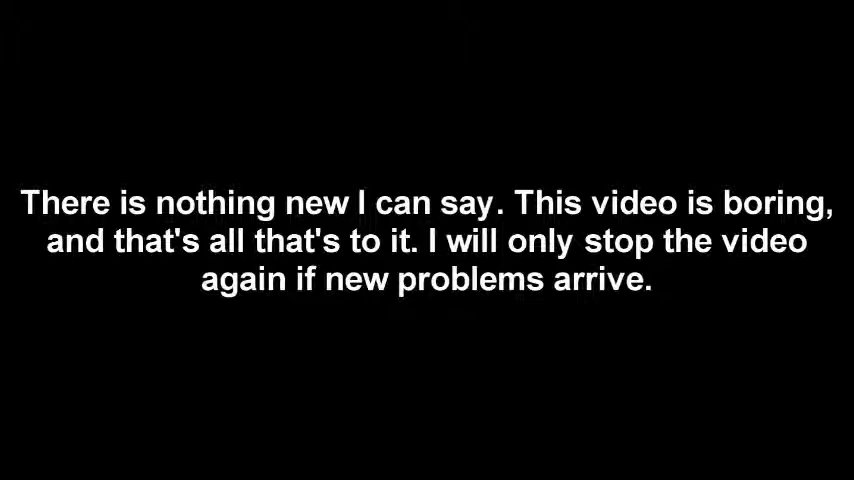 There is nothing new I can say. This video is boring,
and that's all that's to it. I will only stop the video
again if new problems arrive.